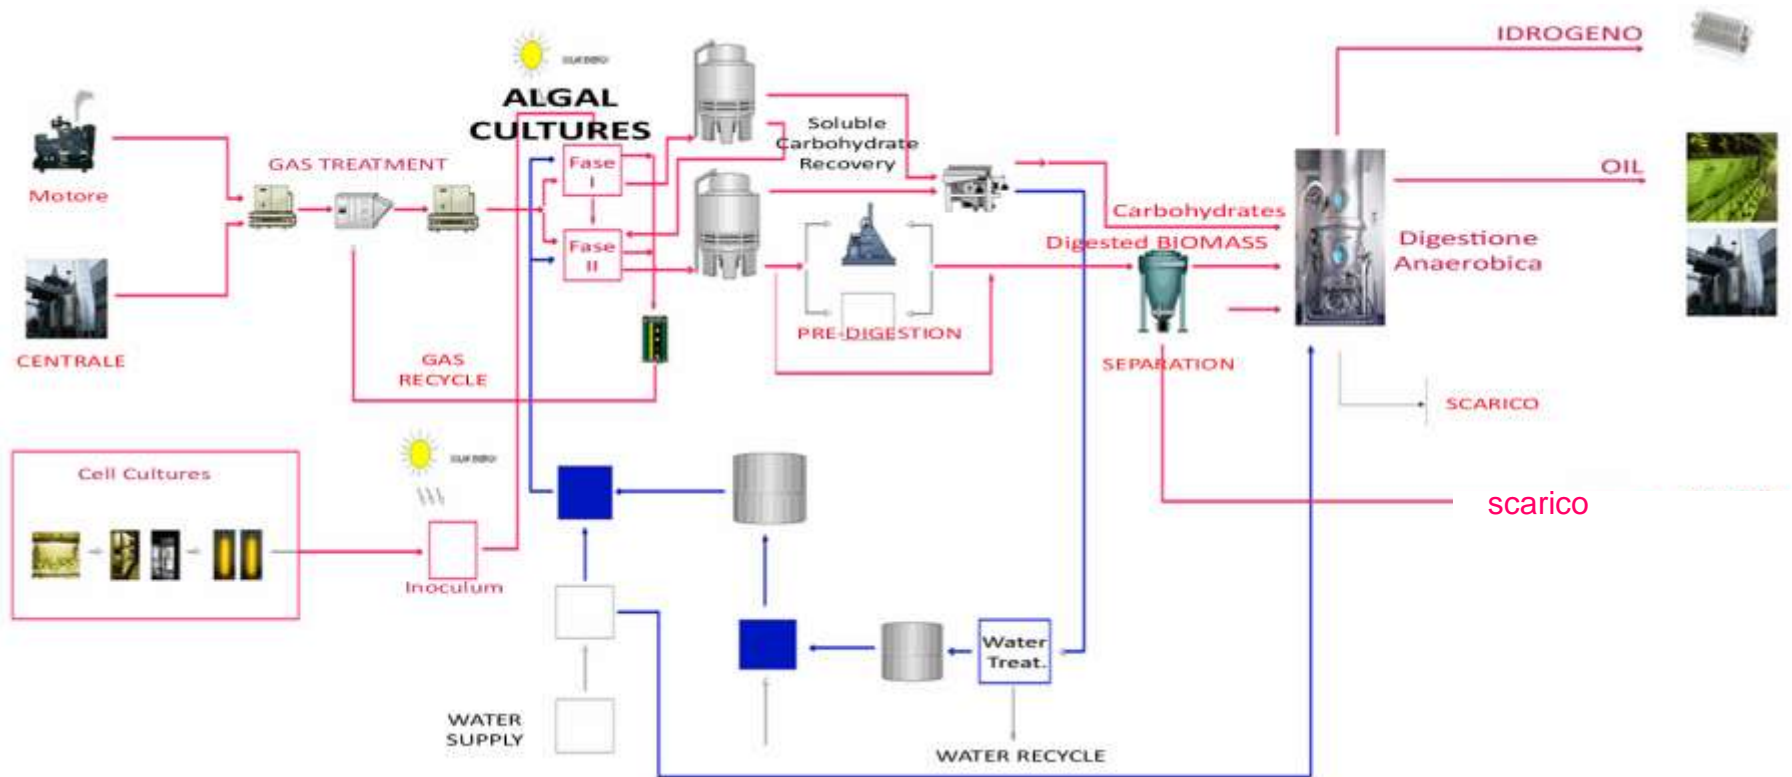 IDROGENO
ALGAL
CULTURES
Soluble
Carbohydrate
Recovery
GAS TREATMENT
Fase
I
OIL
Motore
Carbohydrates
Fase
II
Digested BIOMASS
Digestione
Anaerobica
PRE-DIGESTION
CENTRALE
GAS
RECYCLE
SEPARATION
SCARICO
Cell Cultures
scarico
Inoculum
Water
Treat.
WATER
SUPPLY
WATER RECYCLE